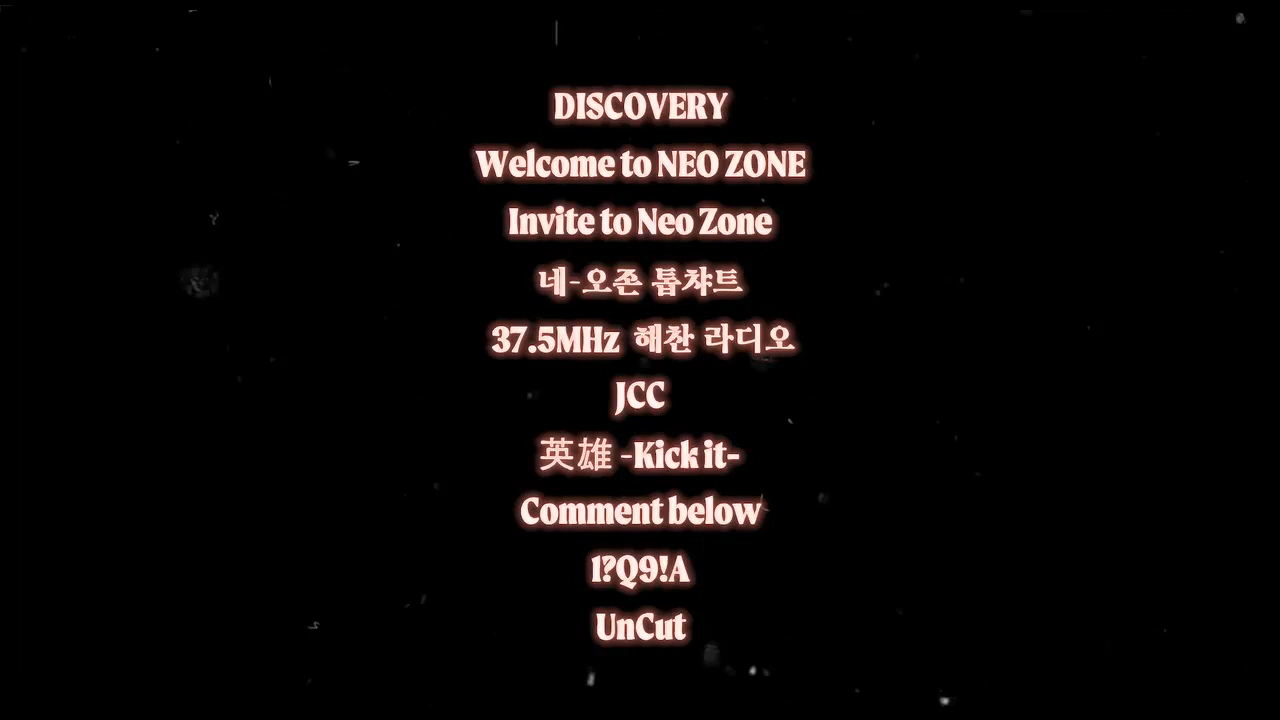 DISCOVERY
Welcome to NEO ZONE
Invite to Neo Zone
네-오존 톱챠트
37.5MHz 해찬 라디오
JCC
英雄 -Kick it-
Comment below
1?Q9!A
UnCut